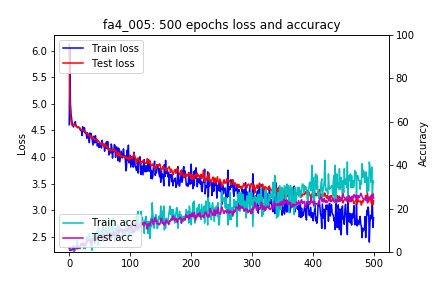 fa4_005: 500 epochs loss and accuracy
Train loss
Test loss
Train acc
Test acc
Loss
Accuracy
6.0
5.5
5.0
4.5
4.0
3.5
3.0
2.5
100
80
60
40
20
0
0 100 200 300 400 500